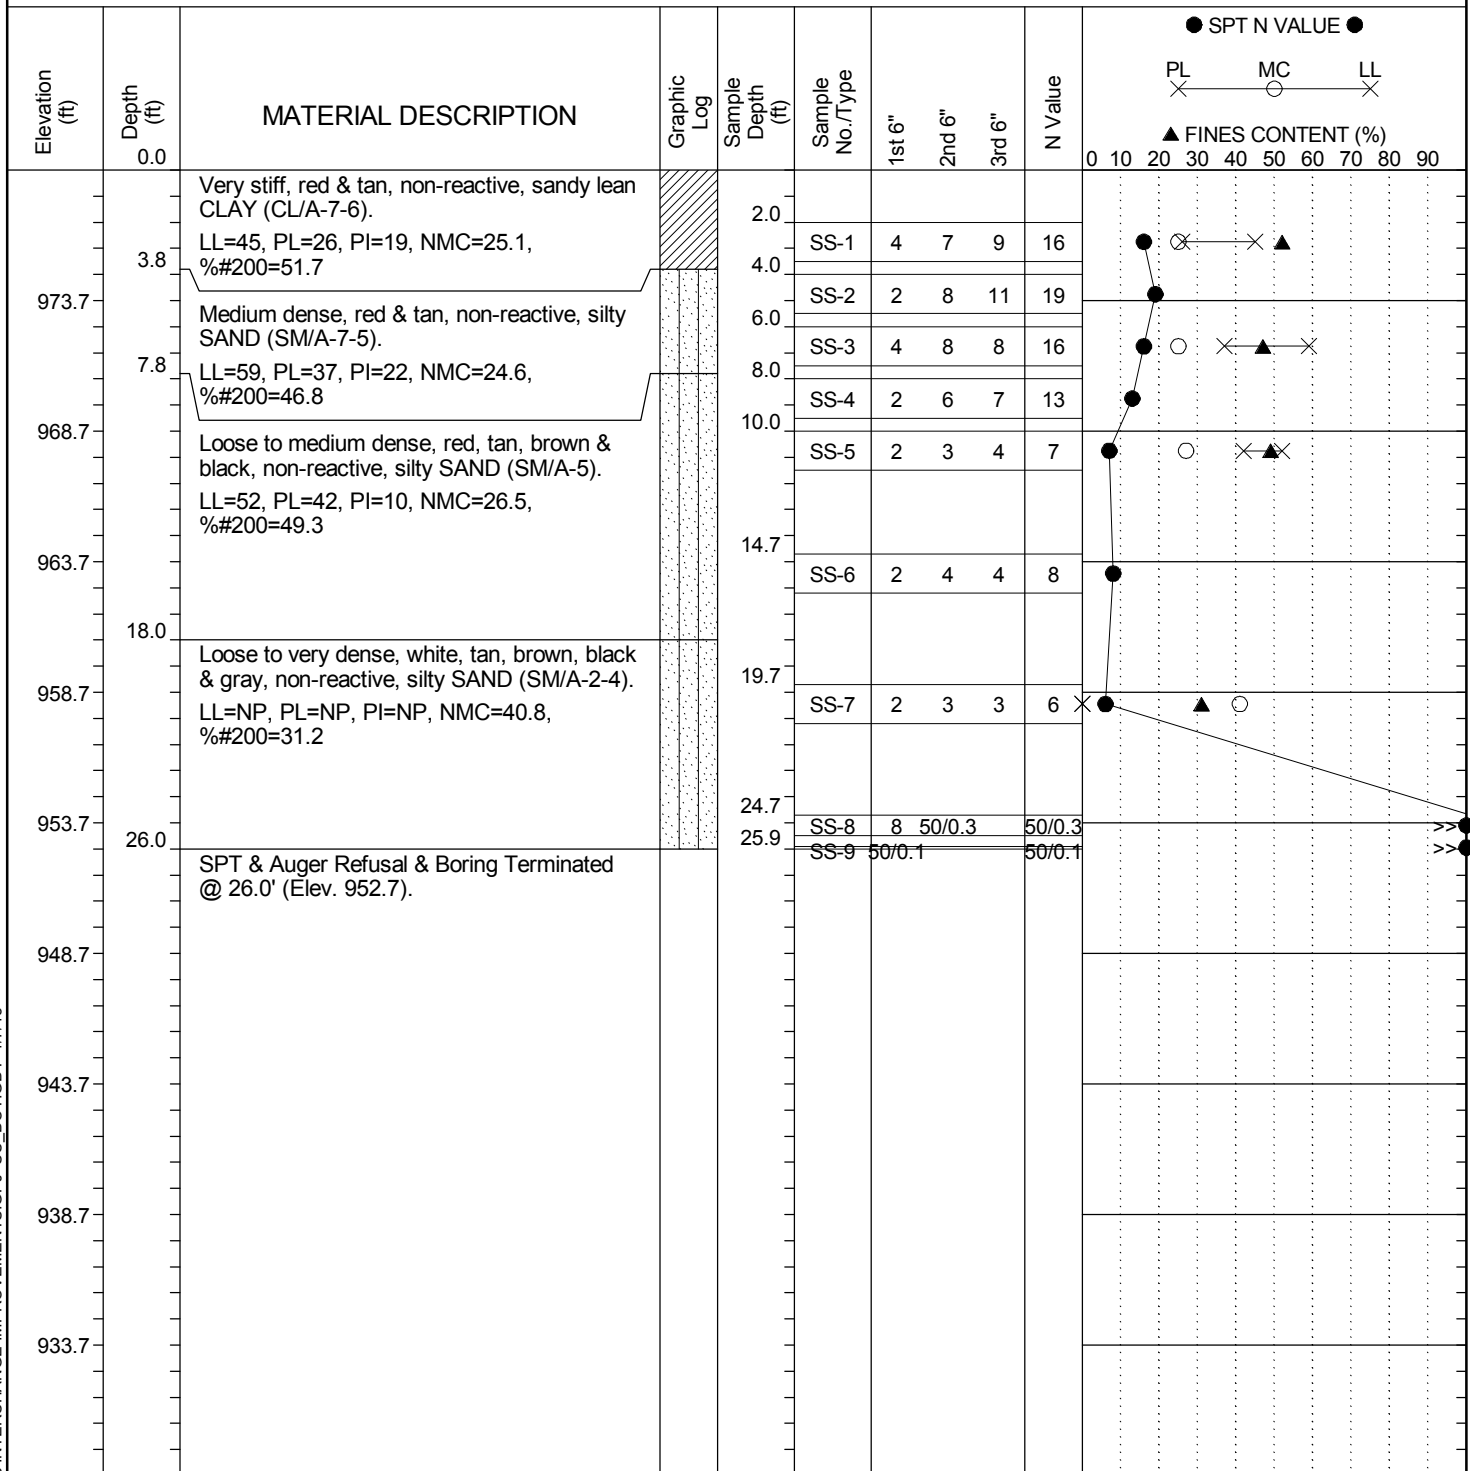 ● SPT N VALUE ●
PL MC LL
▲ FINES CONTENT (%)
0 10 20 30 40 50 60 70 80 90
Elevation (ft)
Depth (ft)
0.0
MATERIAL DESCRIPTION
Graphic Log
Sample Depth (ft)
Sample No./Type
1st 6"
2nd 6"
3rd 6"
N Value
Very stiff, red & tan, non-reactive, sandy lean
CLAY (CL/A-7-6).
LL=45, PL=26, PI=19, NMC=25.1,
%#200=51.7
3.8
2.0
SS-1 4 7 9 16
4.0
973.7
SS-2 2 8 11 19
Medium dense, red & tan, non-reactive, silty
SAND (SM/A-7-5).
LL=59, PL=37, PI=22, NMC=24.6,
%#200=46.8
6.0
SS-3 4 8 8 16
7.8
8.0
SS-4 2 6 7 13
10.0
968.7
Loose to medium dense, red, tan, brown &
black, non-reactive, silty SAND (SM/A-5).
LL=52, PL=42, PI=10, NMC=26.5,
%#200=49.3
SS-5 2 3 4 7
14.7
963.7
SS-6 2 4 4 8
18.0
Loose to very dense, white, tan, brown, black
& gray, non-reactive, silty SAND (SM/A-2-4).
LL=NP, PL=NP, PI=NP, NMC=40.8,
%#200=31.2
19.7
958.7
SS-7 2 3 3 6
24.7
953.7
SS-8 8 50/0.3 50/0.3 >>
26.0
25.9
SS-9 50/0.1 50/0.1 >>
SPT & Auger Refusal & Boring Terminated
@ 26.0' (Elev. 952.7).
948.7
943.7
938.7
933.7